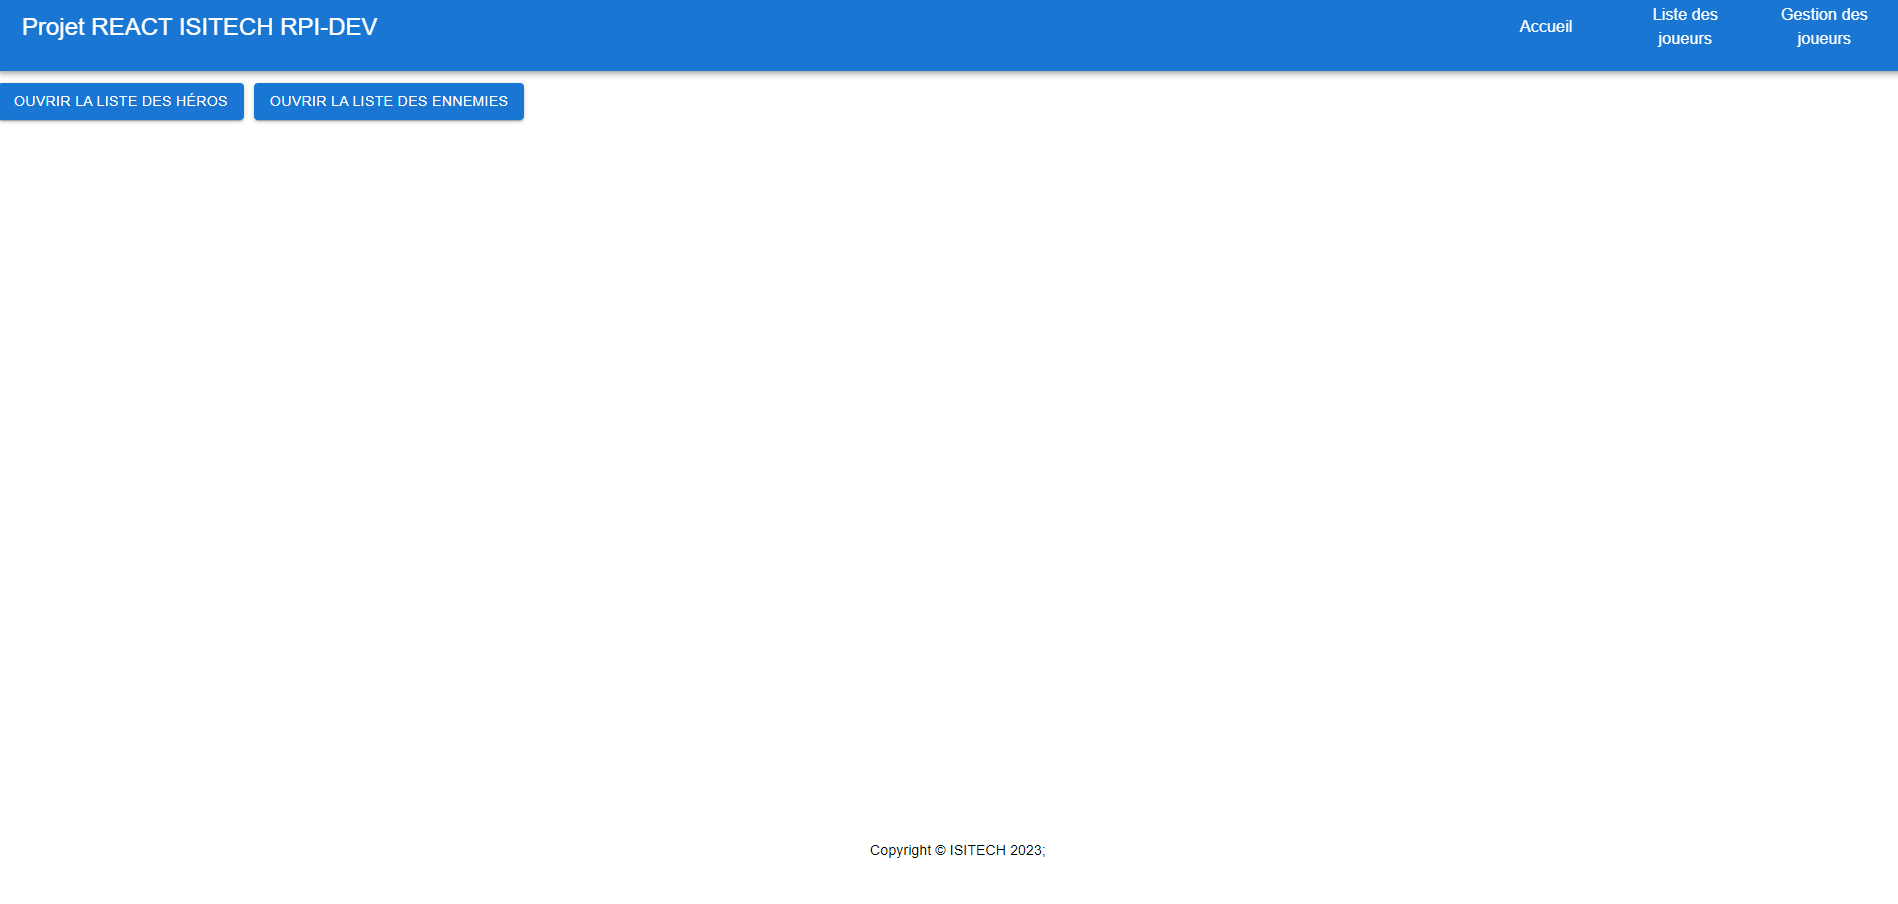 Projet REACT ISITECH RPI-DEV
Accueil
Liste des
joueurs
Gestion des
joueurs
OUVRIR LA LISTE DES HÉROS
OUVRIR LA LISTE DES ENNEMIES
Copyright © ISITECH 2023;